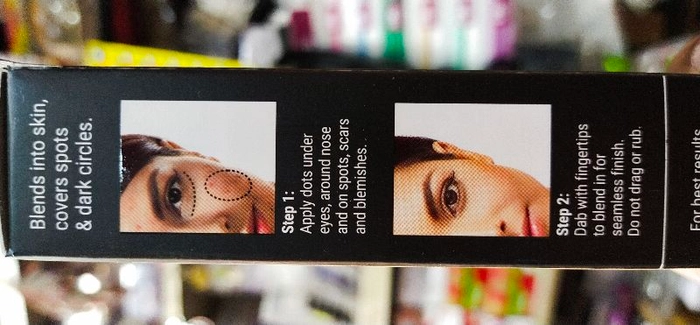 Blends into skin,
covers spots
& dark circles.
Step 1:
Apply dots under
eyes, around nose
and on spots, scars
and blemishes.
Step 2:
Dab with fingertips
to blend in for
seamless finish.
Do not drag or rub.
For best results